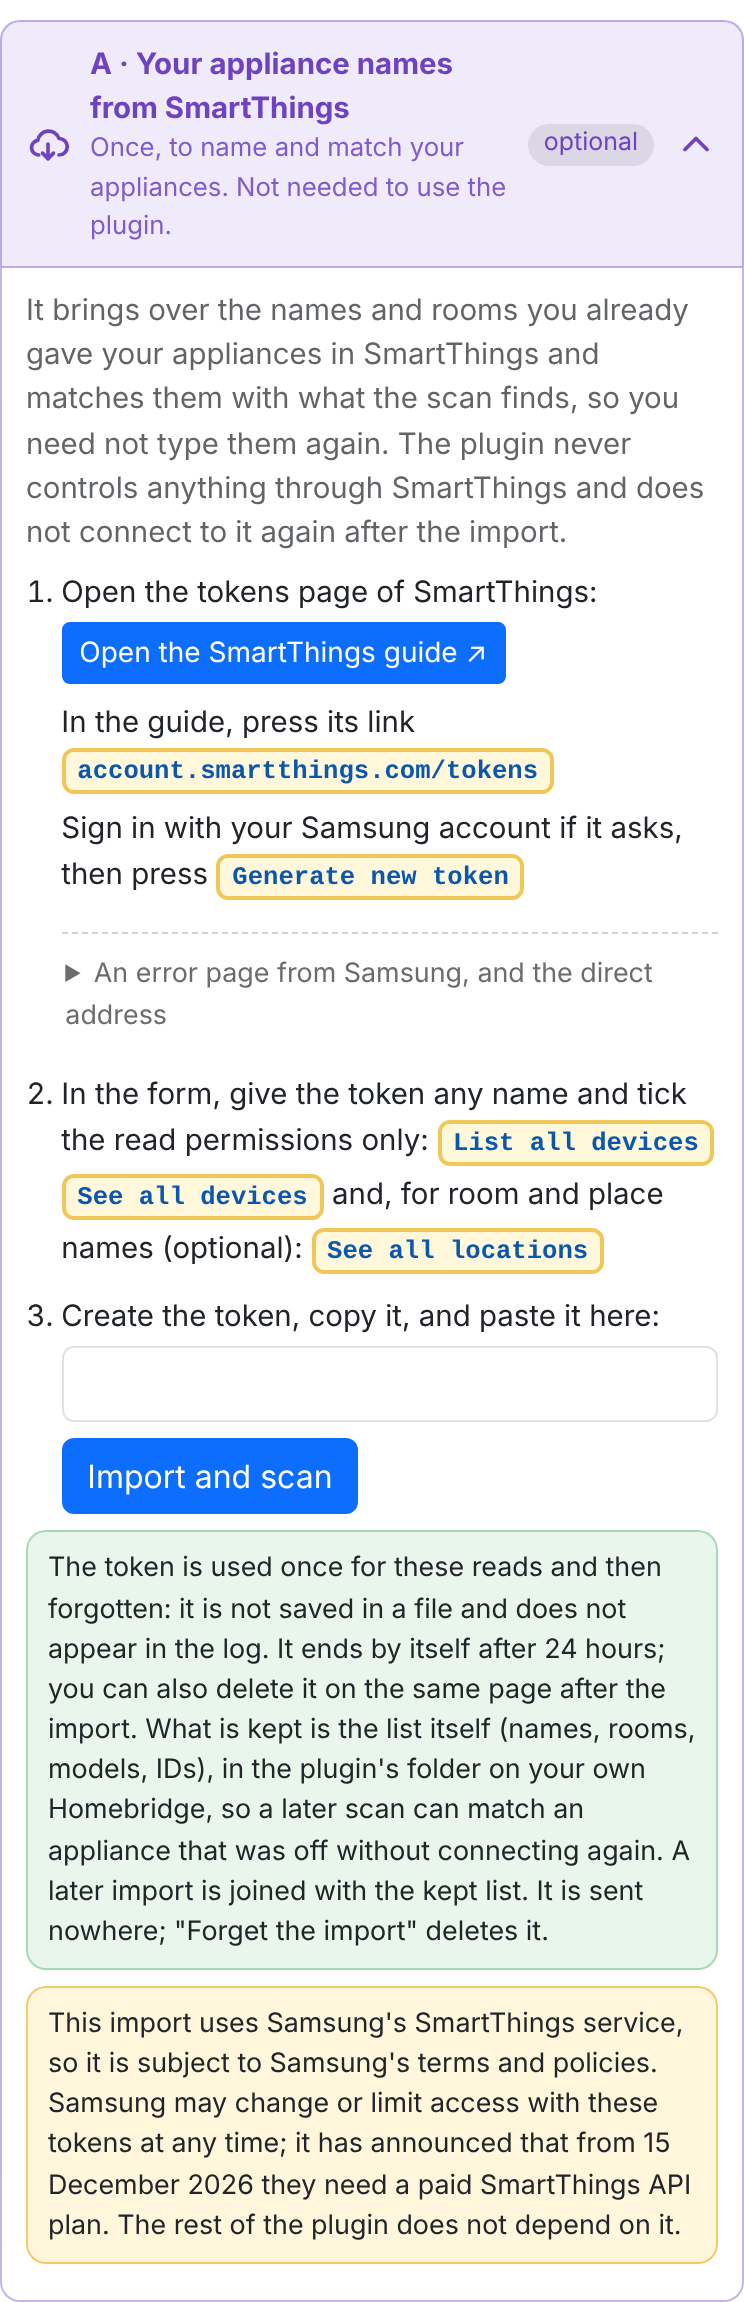 A · Your appliance names
from SmartThings
Once, to name and match your
appliances. Not needed to use the
plugin.
optional
It brings over the names and rooms you already
gave your appliances in SmartThings and
matches them with what the scan finds, so you
need not type them again. The plugin never
controls anything through SmartThings and does
not connect to it again after the import.
1. Open the tokens page of SmartThings:
Open the SmartThings guide ↗
In the guide, press its link
account.smartthings.com/tokens
Sign in with your Samsung account if it asks,
then press Generate new token
▶ An error page from Samsung, and the direct
address
2. In the form, give the token any name and tick
the read permissions only: List all devices
See all devices and, for room and place
names (optional): See all locations
3. Create the token, copy it, and paste it here:
Import and scan
The token is used once for these reads and then
forgotten: it is not saved in a file and does not
appear in the log. It ends by itself after 24 hours;
you can also delete it on the same page after the
import. What is kept is the list itself (names, rooms,
models, IDs), in the plugin's folder on your own
Homebridge, so a later scan can match an
appliance that was off without connecting again. A
later import is joined with the kept list. It is sent
nowhere; "Forget the import" deletes it.
This import uses Samsung's SmartThings service,
so it is subject to Samsung's terms and policies.
Samsung may change or limit access with these
tokens at any time; it has announced that from 15
December 2026 they need a paid SmartThings API
plan. The rest of the plugin does not depend on it.